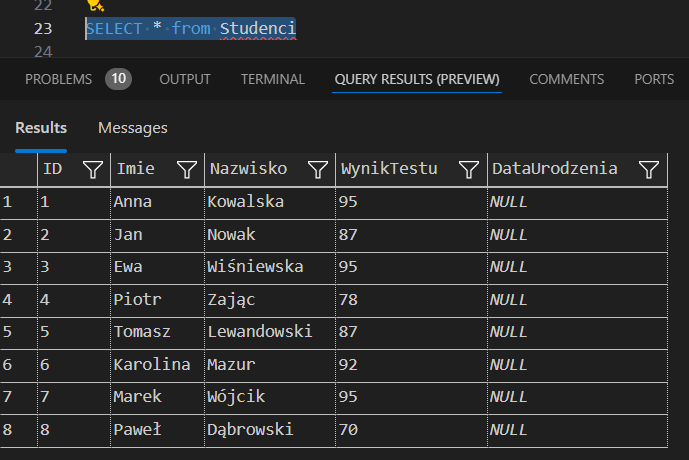 22
23 SELECT * from Studenci
24
PROBLEMS 10 OUTPUT TERMINAL QUERY RESULTS (PREVIEW) COMMENTS PORTS
Results Messages
ID Imie Nazwisko WynikTestu DataUrodzenia
1 1 Anna Kowalska 95 NULL
2 2 Jan Nowak 87 NULL
3 3 Ewa Wiśniewska 95 NULL
4 4 Piotr Zając 78 NULL
5 5 Tomasz Lewandowski 87 NULL
6 6 Karolina Mazur 92 NULL
7 7 Marek Wójcik 95 NULL
8 8 Paweł Dąbrowski 70 NULL